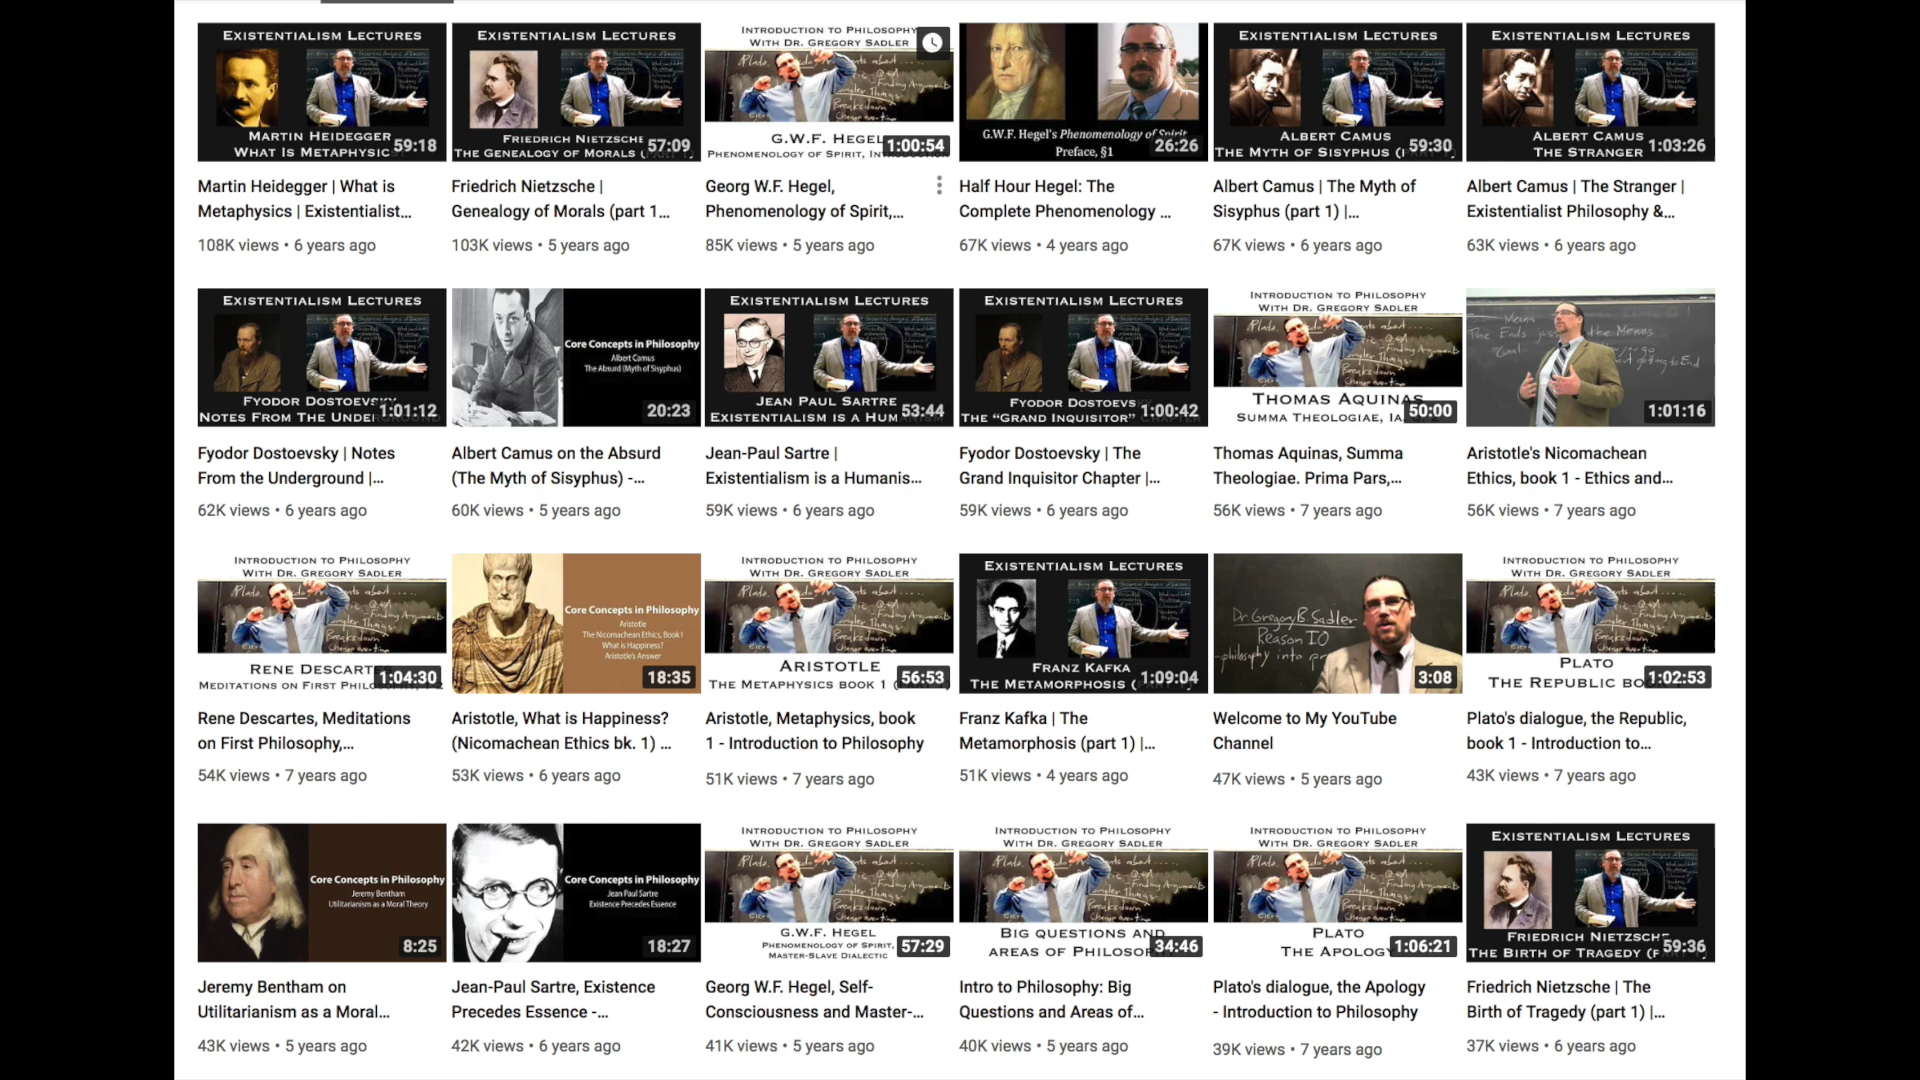 EXISTENTIALISM LECTURES
MARTIN HEIDEGGER
WHAT IS METAPHYSIC
59:18
Martin Heidegger | What is
Metaphysics | Existentialist...
108K views • 6 years ago
EXISTENTIALISM LECTURES
FRIEDRICH NIETZSCHE
THE GENEALOGY OF MORALS (
57:09
Friedrich Nietzsche |
Genealogy of Morals (part 1...
103K views • 5 years ago
INTRODUCTION TO PHILOSOPHY
WITH DR. GREGORY SADLER
G.W.F. HEGEL
PHENOMENOLOGY OF SPIRIT,
1:00:54
Georg W.F. Hegel,
Phenomenology of Spirit,...
85K views • 5 years ago
G.W.F. Hegel's Phenomenology of Spirit
Preface, §1
26:26
Half Hour Hegel: The
Complete Phenomenology ...
67K views • 4 years ago
EXISTENTIALISM LECTURES
ALBERT CAMUS
THE MYTH OF SISYPHUS (
59:30
Albert Camus | The Myth of
Sisyphus (part 1) |...
67K views • 6 years ago
EXISTENTIALISM LECTURES
ALBERT CAMUS
THE STRANGER
1:03:26
Albert Camus | The Stranger |
Existentialist Philosophy &...
63K views • 6 years ago
EXISTENTIALISM LECTURES
FYODOR DOSTOEVSKY
NOTES FROM THE UNDERGROUND
1:01:12
Fyodor Dostoevsky | Notes
From the Underground |...
62K views • 6 years ago
Core Concepts in Philosophy
Albert Camus
The Absurd (Myth of Sisyphus)
20:23
Albert Camus on the Absurd
(The Myth of Sisyphus) -...
60K views • 5 years ago
EXISTENTIALISM LECTURES
JEAN PAUL SARTRE
EXISTENTIALISM IS A HUM
53:44
Jean-Paul Sartre |
Existentialism is a Humanis...
59K views • 6 years ago
EXISTENTIALISM LECTURES
FYODOR DOSTOEVS
THE "GRAND INQUISITOR" CHAPTER
1:00:42
Fyodor Dostoevsky | The
Grand Inquisitor Chapter |...
59K views • 6 years ago
INTRODUCTION TO PHILOSOPHY
WITH DR. GREGORY SADLER
THOMAS AQUINAS
SUMMA THEOLOGIAE, IA
50:00
Thomas Aquinas, Summa
Theologiae. Prima Pars,...
56K views • 7 years ago
Means
The Ends the Means
1:01:16
Aristotle's Nicomachean
Ethics, book 1 - Ethics and...
56K views • 7 years ago
INTRODUCTION TO PHILOSOPHY
WITH DR. GREGORY SADLER
RENE DESCARTES
MEDITATIONS ON FIRST
1:04:30
Rene Descartes, Meditations
on First Philosophy,...
54K views • 7 years ago
Core Concepts in Philosophy
Aristotle
The Nicomachean Ethics, Book I
What is Happiness?
Aristotle's Answer
18:35
Aristotle, What is Happiness?
(Nicomachean Ethics bk. 1) ...
53K views • 6 years ago
INTRODUCTION TO PHILOSOPHY
WITH DR. GREGORY SADLER
ARISTOTLE
THE METAPHYSICS BOOK 1 (
56:53
Aristotle, Metaphysics, book
1 - Introduction to Philosophy
51K views • 7 years ago
EXISTENTIALISM LECTURES
FRANZ KAFKA
THE METAMORPHOSIS (
1:09:04
Franz Kafka | The
Metamorphosis (part 1) |...
51K views • 4 years ago
Dr Gregory B Sadler
Reason IO
philosophy into pr
3:08
Welcome to My YouTube
Channel
47K views • 5 years ago
INTRODUCTION TO PHILOSOPHY
WITH DR. GREGORY SADLER
PLATO
THE REPUBLIC BO
1:02:53
Plato's dialogue, the Republic,
book 1 - Introduction to...
43K views • 7 years ago
Core Concepts in Philosophy
Jeremy Bentham
Utilitarianism as a Moral Theory
8:25
Jeremy Bentham on
Utilitarianism as a Moral...
43K views • 5 years ago
Core Concepts in Philosophy
Jean Paul Sartre
Existence Precedes Essence
18:27
Jean-Paul Sartre, Existence
Precedes Essence -...
42K views • 6 years ago
INTRODUCTION TO PHILOSOPHY
WITH DR. GREGORY SADLER
G.W.F. HEGEL
PHENOMENOLOGY OF SPIRIT,
MASTER-SLAVE DIALECTIC
57:29
Georg W.F. Hegel, Self-
Consciousness and Master-...
41K views • 5 years ago
INTRODUCTION TO PHILOSOPHY
WITH DR. GREGORY SADLER
BIG QUESTIONS AND
AREAS OF PHILOSOP
34:46
Intro to Philosophy: Big
Questions and Areas of...
40K views • 5 years ago
INTRODUCTION TO PHILOSOPHY
WITH DR. GREGORY SADLER
PLATO
THE APOLOGY
1:06:21
Plato's dialogue, the Apology
- Introduction to Philosophy
39K views • 7 years ago
EXISTENTIALISM LECTURES
FRIEDRICH NIETZSCHE
THE BIRTH OF TRAGEDY (
59:36
Friedrich Nietzsche | The
Birth of Tragedy (part 1) |...
37K views • 6 years ago